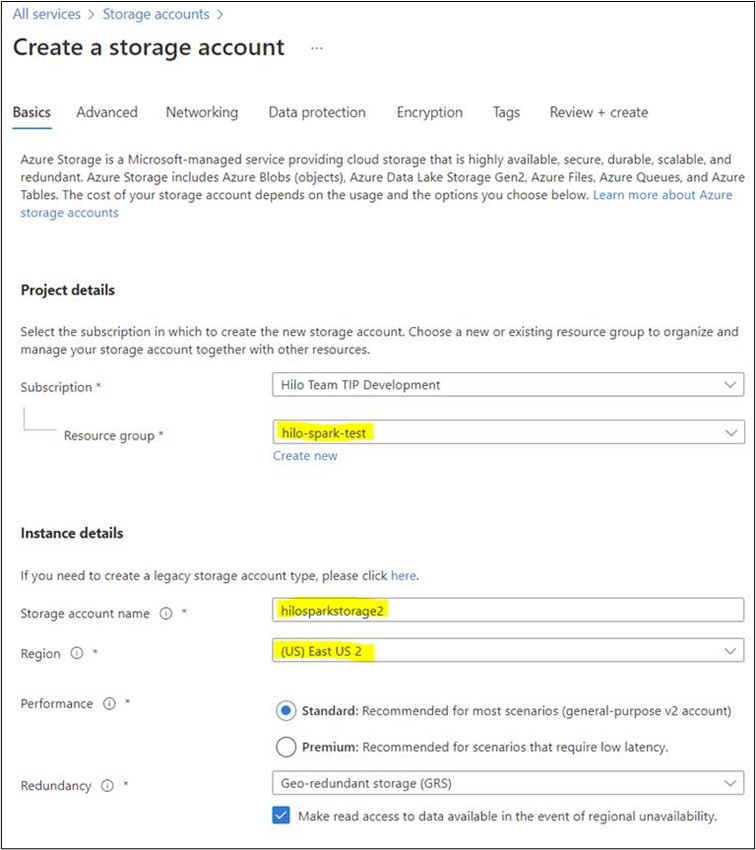 All services > Storage accounts >
Create a storage account ...
Basics Advanced Networking Data protection Encryption Tags Review + create
Azure Storage is a Microsoft-managed service providing cloud storage that is highly available, secure, durable, scalable, and
redundant. Azure Storage includes Azure Blobs (objects), Azure Data Lake Storage Gen2, Azure Files, Azure Queues, and Azure
Tables. The cost of your storage account depends on the usage and the options you choose below. Learn more about Azure
storage accounts
Project details
Select the subscription in which to create the new storage account. Choose a new or existing resource group to organize and
manage your storage account together with other resources.
Subscription * Hilo Team TIP Development
Resource group * hilo-spark-test
Create new
Instance details
If you need to create a legacy storage account type, please click here.
Storage account name * hilosparkstorage2
Region * (US) East US 2
Performance * Standard: Recommended for most scenarios (general-purpose v2 account)
Premium: Recommended for scenarios that require low latency.
Redundancy * Geo-redundant storage (GRS)
Make read access to data available in the event of regional unavailability.